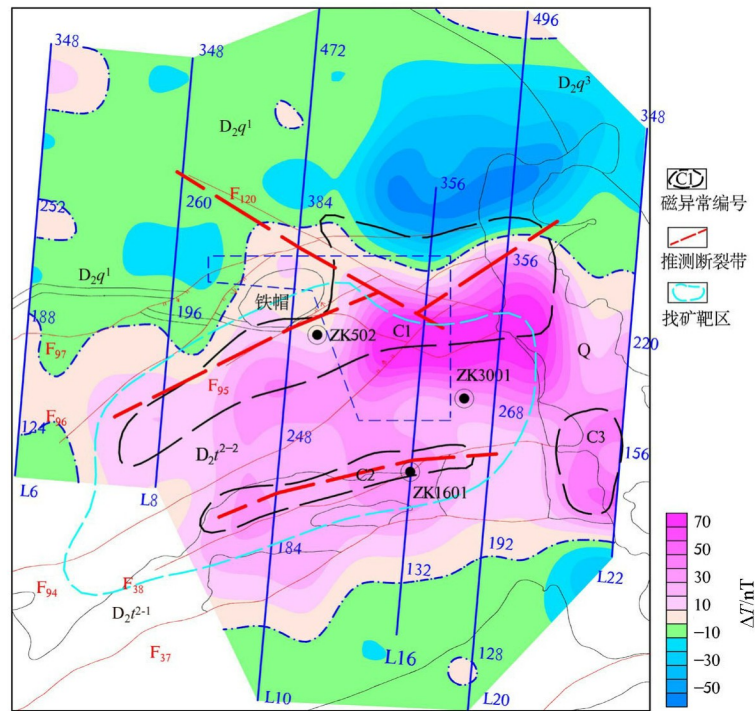 348
348
472
496
D₂q³
D₂q¹
348
356
F₁₂₀
252
260
384
磁异常编号
C1
356
推测断裂带
D₂q¹
铁帽
196
188
找矿靶区
C1
ZK502
Q
220
F₉₇
F₉₅
ZK3001
F₉₆
268
124
248
C3
D₂t²⁻²
156
C2
L6
L8
ZK1601
184
192
70
50
30
10
−10
−30
−50
ΔT/nT
132
L22
F₉₄
F₃₈
D₂t²⁻¹
F₃₇
L16
128
L10
L20